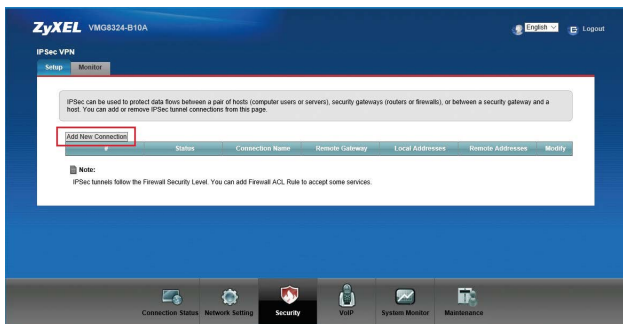 ZyXEL VMG8324-B10A
English
Logout
IPSec VPN
Setup
Monitor
IPSec can be used to protect data flows between a pair of hosts (computer users or servers), security gateways (routers or firewalls), or between a security gateway and a
host. You can add or remove IPSec tunnel connections from this page.
Add New Connection
# Status Connection Name Remote Gateway Local Addresses Remote Addresses Modify
Note:
IPSec tunnels follow the Firewall Security Level. You can add Firewall ACL Rule to accept some services.
Connection Status Network Setting Security VoIP System Monitor Maintenance